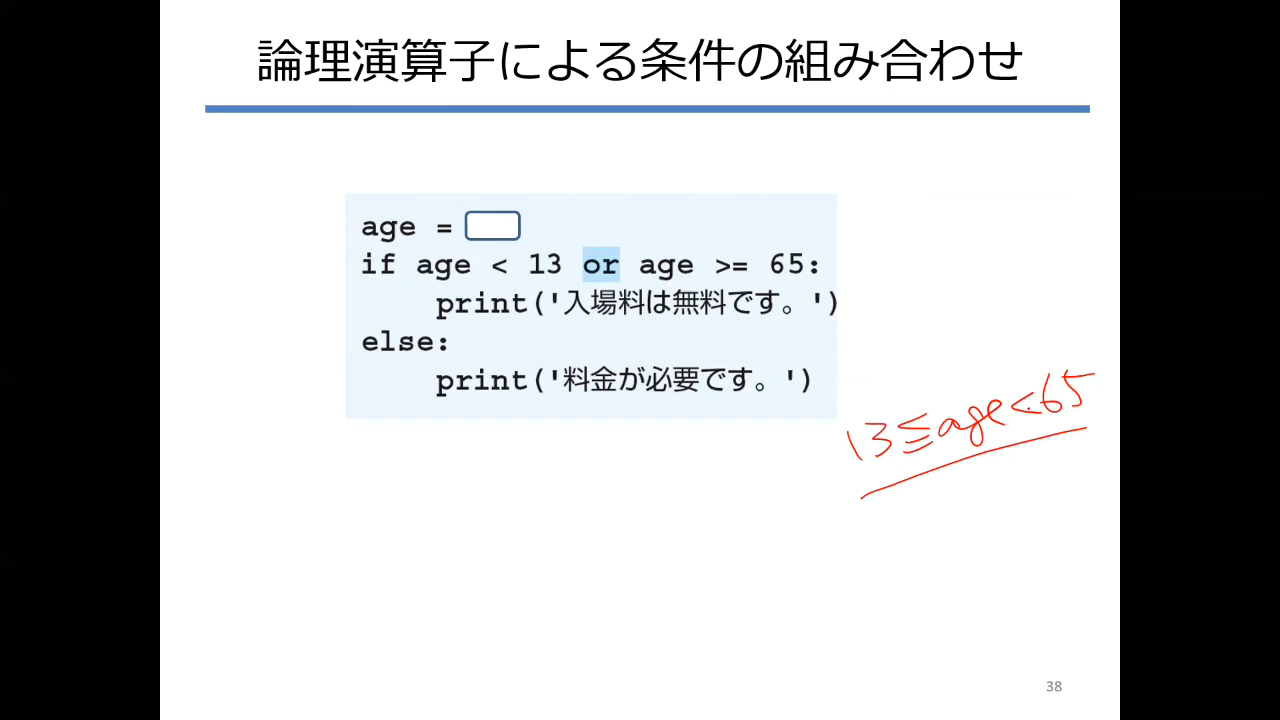 論理演算子による条件の組み合わせ
age =
if age < 13 or age >= 65:
print('入場料は無料です。')
else:
print('料金が必要です。')
13≦age<65
38